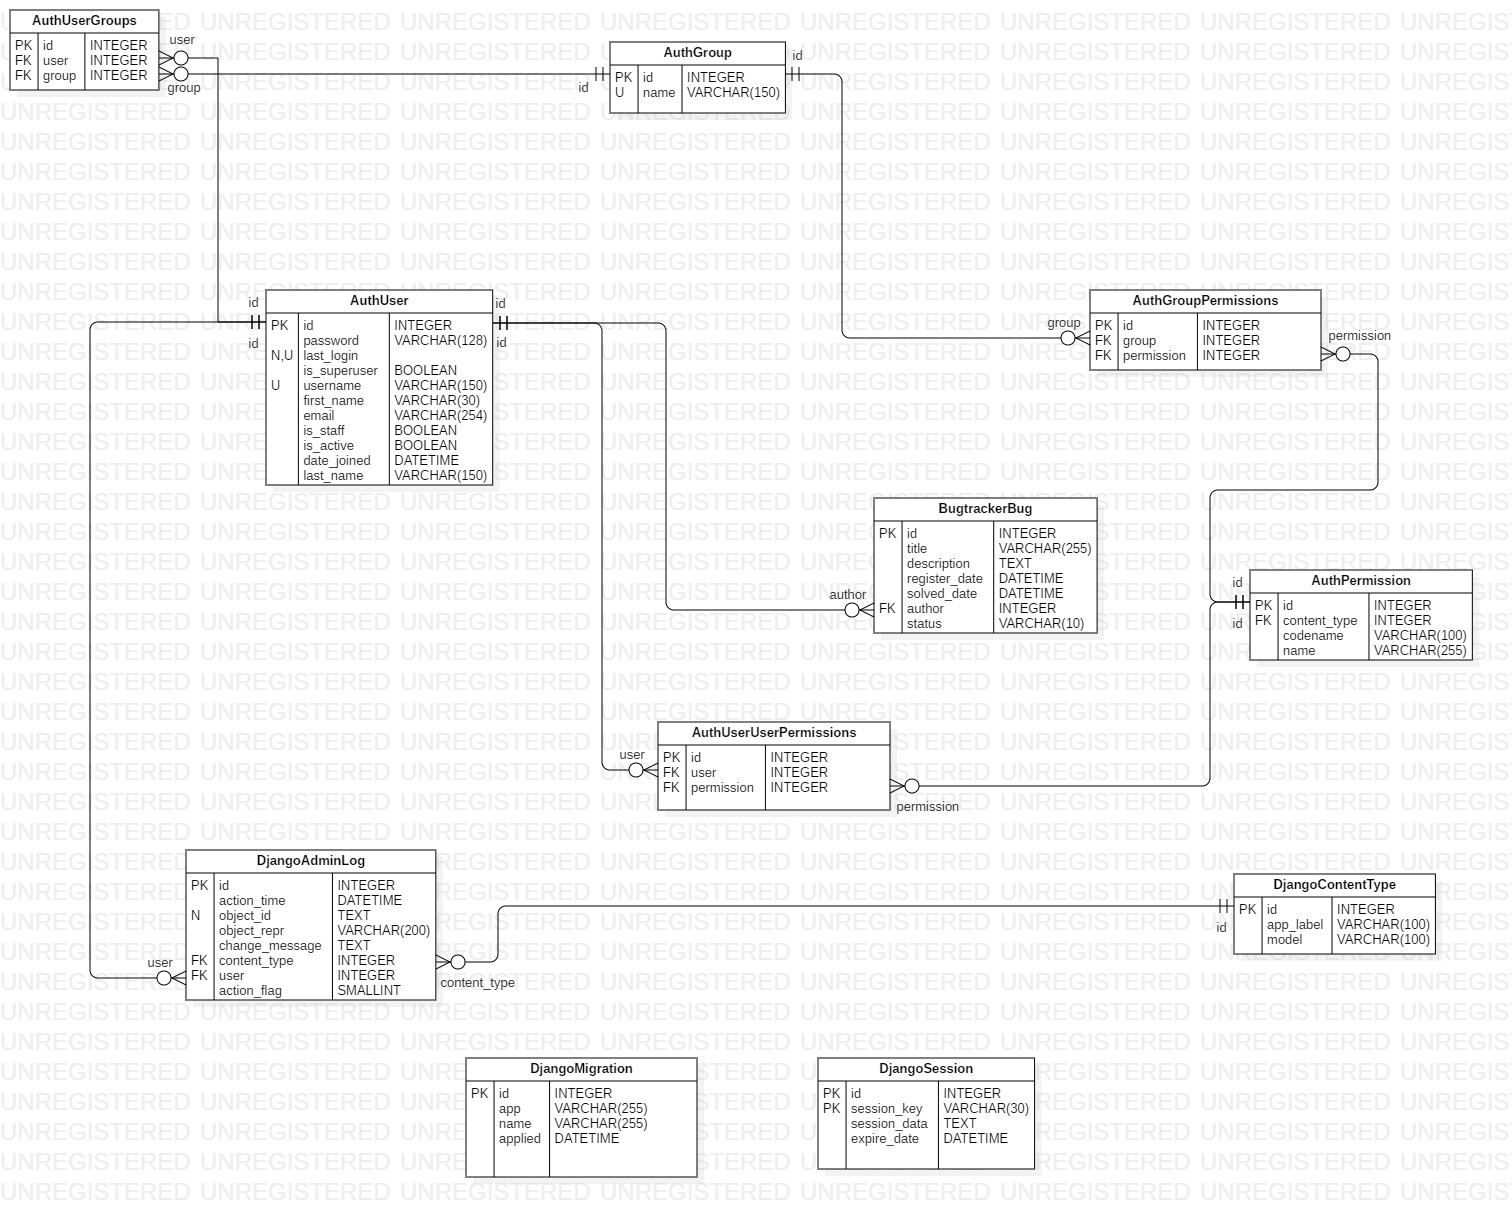 AuthUserGroups
PK id INTEGER
FK user INTEGER
FK group INTEGER
user
group
id
AuthGroup
PK id INTEGER
U name VARCHAR(150)
id
id
id
AuthUser
PK id INTEGER
password VARCHAR(128)
N,U last_login
is_superuser BOOLEAN
U username VARCHAR(150)
first_name VARCHAR(30)
email VARCHAR(254)
is_staff BOOLEAN
is_active BOOLEAN
date_joined DATETIME
last_name VARCHAR(150)
id
id
group
AuthGroupPermissions
PK id INTEGER
FK group INTEGER
FK permission INTEGER
permission
author
BugtrackerBug
PK id INTEGER
title VARCHAR(255)
description TEXT
register_date DATETIME
solved_date DATETIME
FK author INTEGER
status VARCHAR(10)
id
id
AuthPermission
PK id INTEGER
FK content_type INTEGER
codename VARCHAR(100)
name VARCHAR(255)
user
AuthUserUserPermissions
PK id INTEGER
FK user INTEGER
FK permission INTEGER
permission
user
DjangoAdminLog
PK id INTEGER
action_time DATETIME
N object_id TEXT
object_repr VARCHAR(200)
change_message TEXT
FK content_type INTEGER
FK user INTEGER
action_flag SMALLINT
content_type
id
DjangoContentType
PK id INTEGER
app_label VARCHAR(100)
model VARCHAR(100)
DjangoMigration
PK id INTEGER
app VARCHAR(255)
name VARCHAR(255)
applied DATETIME
DjangoSession
PK id INTEGER
PK session_key VARCHAR(30)
session_data TEXT
expire_date DATETIME
UNREGISTERED